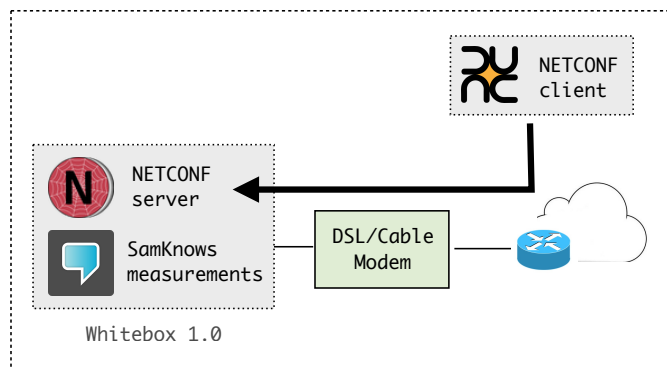 NETCONF
client
NETCONF
server
N
SamKnows
measurements
DSL/Cable
Modem
Whitebox 1.0